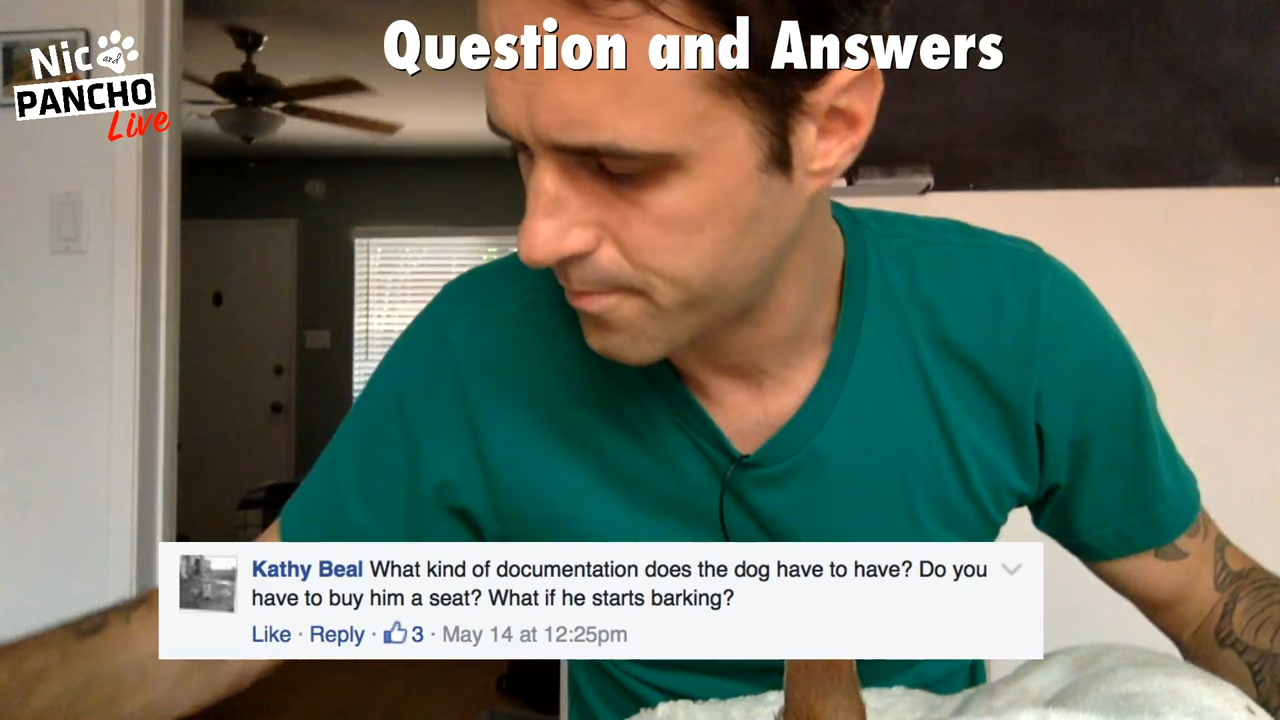 Nic and
PANCHO
Live
Question and Answers
Kathy Beal What kind of documentation does the dog have to have? Do you
have to buy him a seat? What if he starts barking?
Like · Reply · 3 · May 14 at 12:25pm